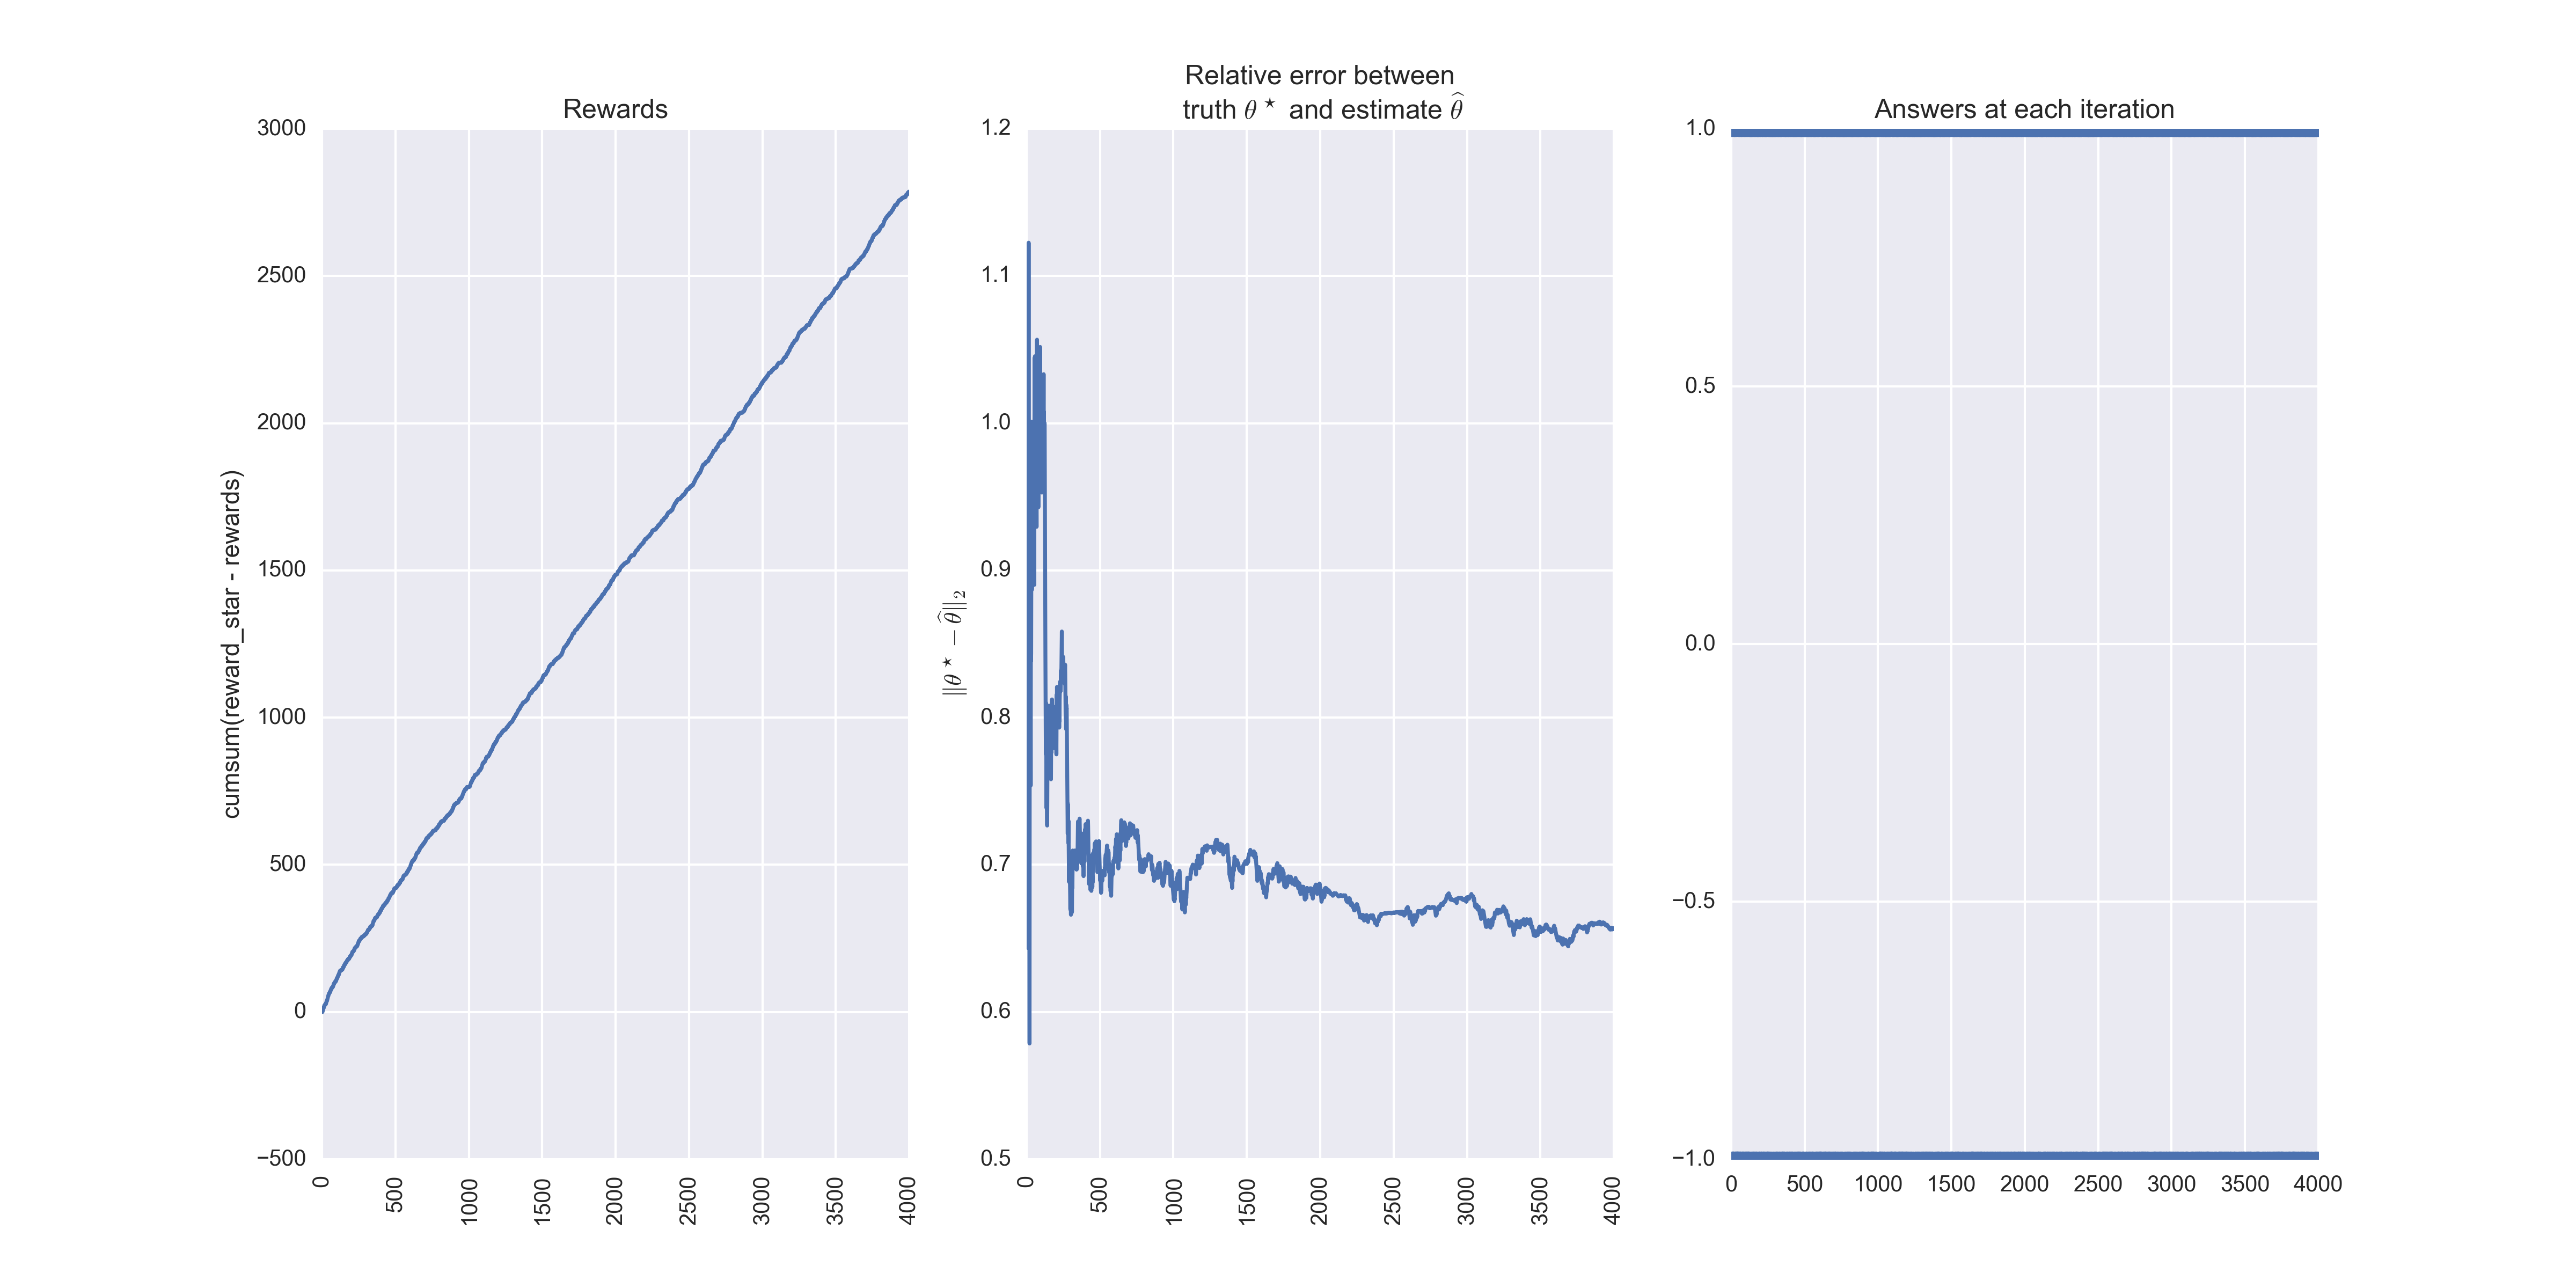 Rewards
3000
2500
2000
1500
1000
500
0
−500
cumsum(reward_star - rewards)
0 500 1000 1500 2000 2500 3000 3500 4000
Relative error between
truth θ⋆ and estimate θ̂
1.2
1.1
1.0
0.9
0.8
0.7
0.6
0.5
||θ⋆ − θ̂||₂
0 500 1000 1500 2000 2500 3000 3500 4000
Answers at each iteration
1.0
0.5
0.0
−0.5
−1.0
0 500 1000 1500 2000 2500 3000 3500 4000